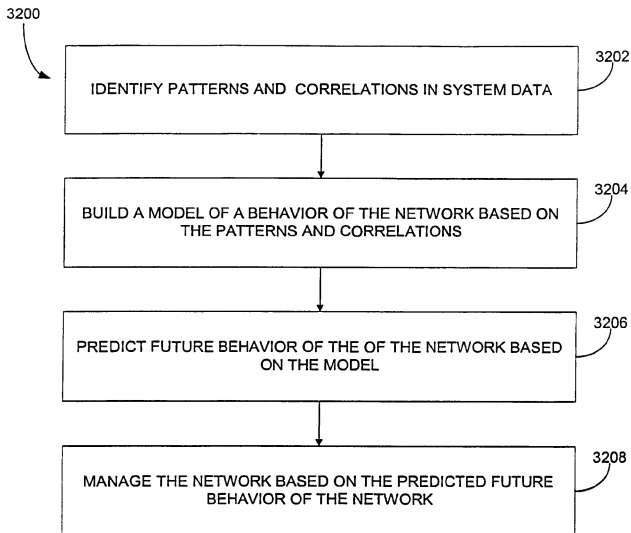 3200
3202
IDENTIFY PATTERNS AND CORRELATIONS IN SYSTEM DATA
3204
BUILD A MODEL OF A BEHAVIOR OF THE NETWORK BASED ON
THE PATTERNS AND CORRELATIONS
3206
PREDICT FUTURE BEHAVIOR OF THE OF THE NETWORK BASED
ON THE MODEL
3208
MANAGE THE NETWORK BASED ON THE PREDICTED FUTURE
BEHAVIOR OF THE NETWORK